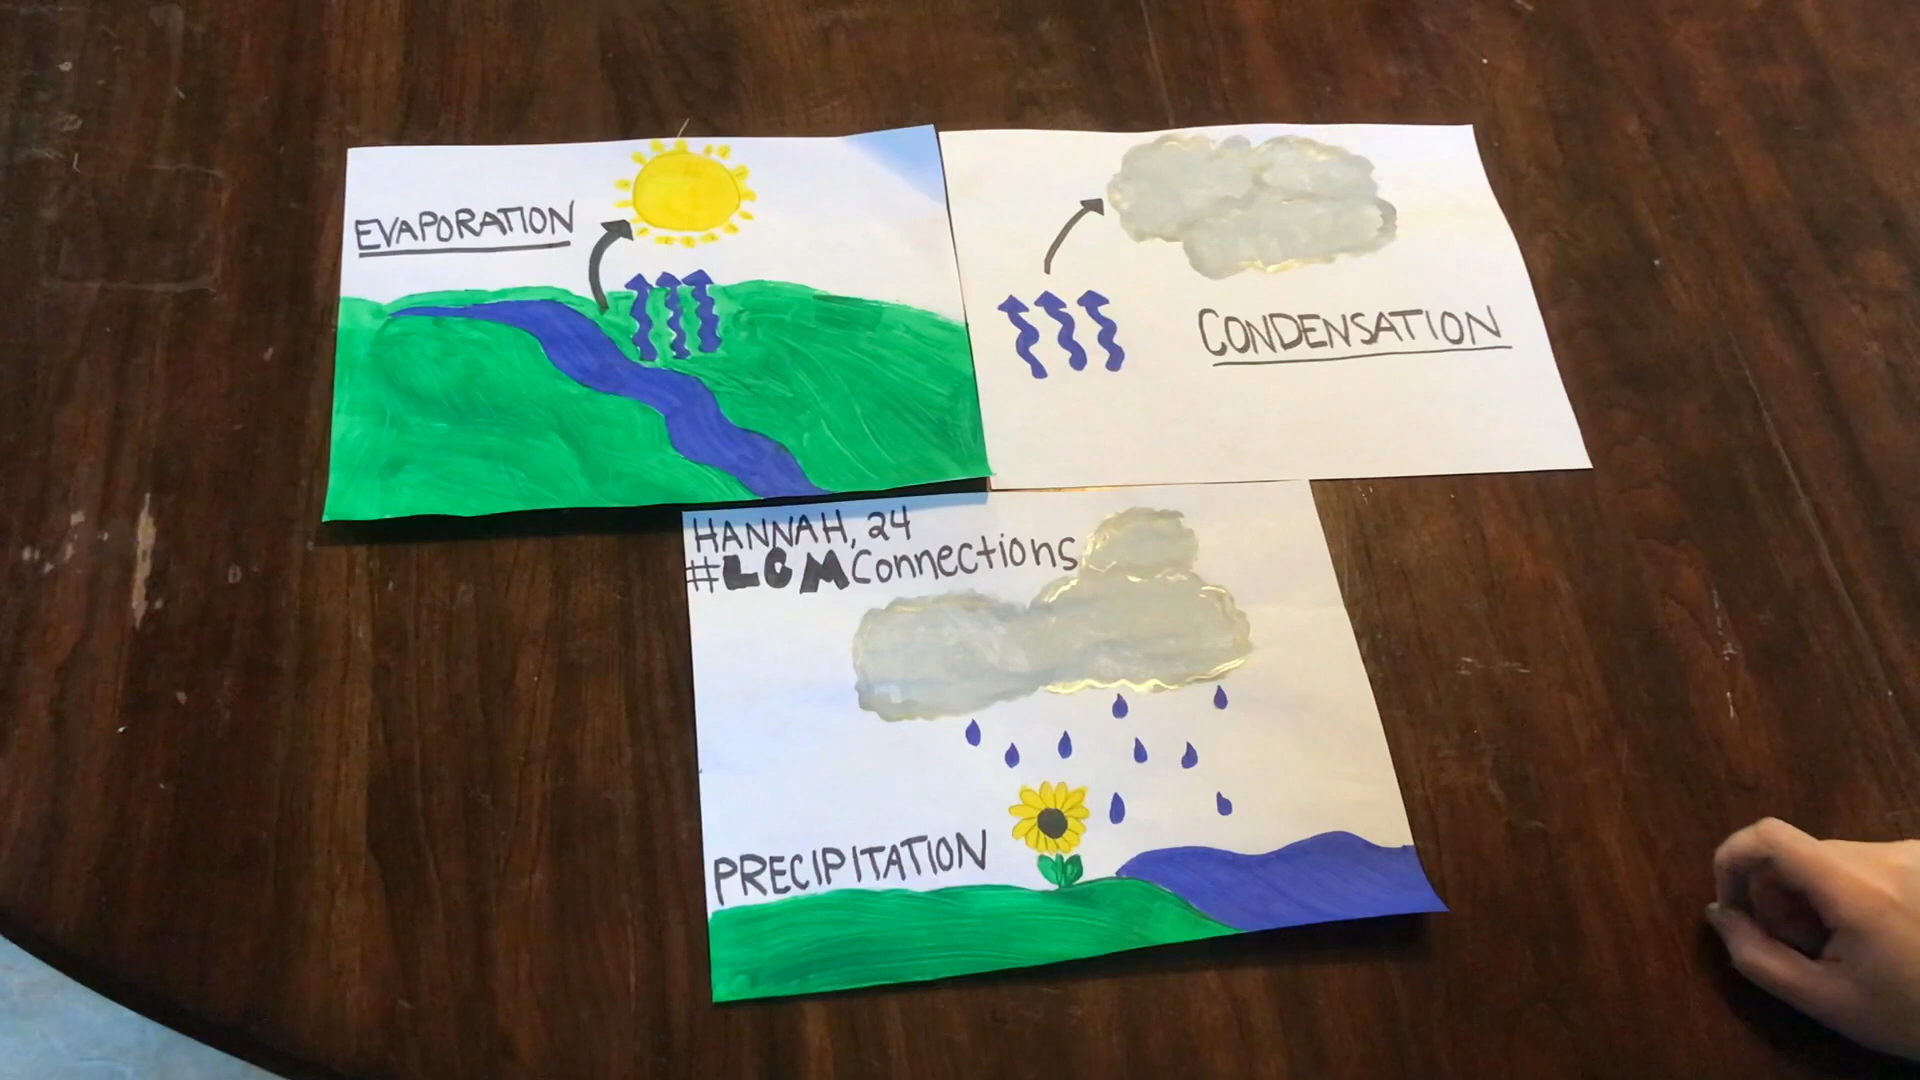 EVAPORATION
CONDENSATION
HANNAH, 24
#LCMConnections
PRECIPITATION